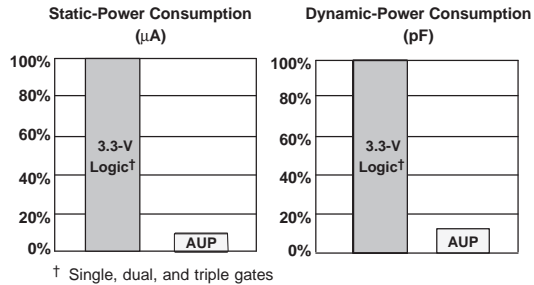 Static-Power Consumption
(μA)
100%
80%
60%
40%
20%
0%
3.3-V
Logic†
AUP
Dynamic-Power Consumption
(pF)
100%
80%
60%
40%
20%
0%
3.3-V
Logic†
AUP
† Single, dual, and triple gates